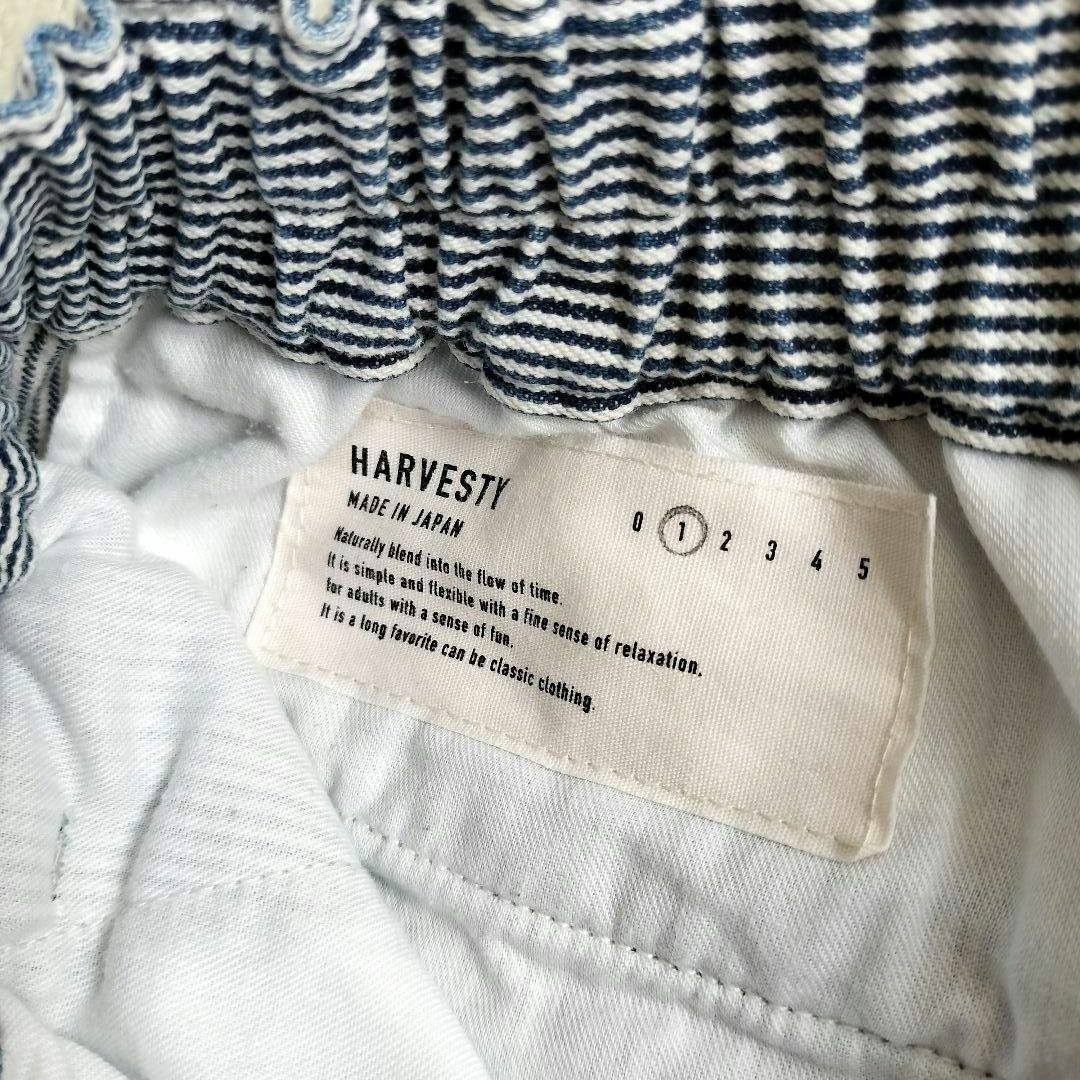 HARVESTY
MADE IN JAPAN
0 1 2 3 4 5
Naturally blend into the flow of time.
It is simple and flexible with a fine sense of relaxation.
for adults with a sense of fun.
It is a long favorite can be classic clothing.